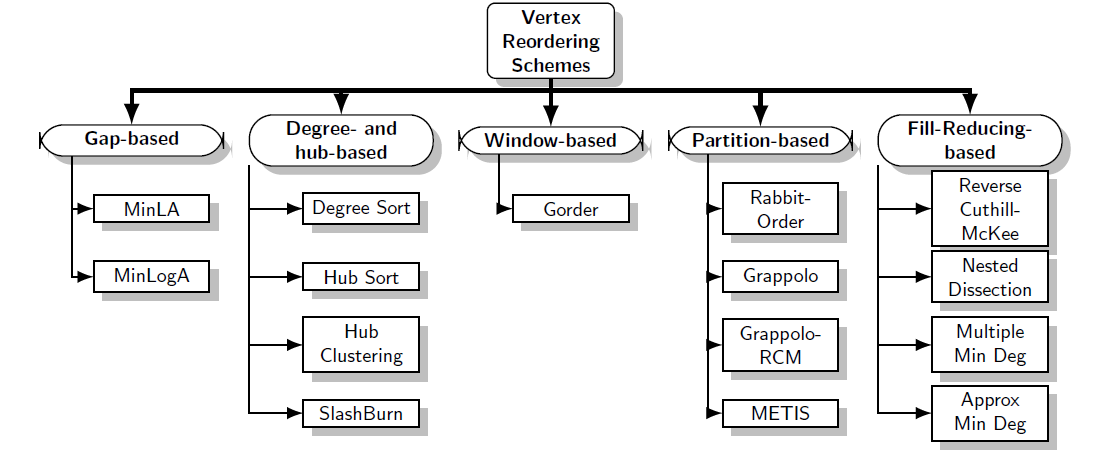 Vertex
Reordering
Schemes
Gap-based
Degree- and
hub-based
Window-based
Partition-based
Fill-Reducing-
based
MinLA
MinLogA
Degree Sort
Hub Sort
Hub
Clustering
SlashBurn
Gorder
Rabbit-
Order
Grappolo
Grappolo-
RCM
METIS
Reverse
Cuthill-
McKee
Nested
Dissection
Multiple
Min Deg
Approx
Min Deg